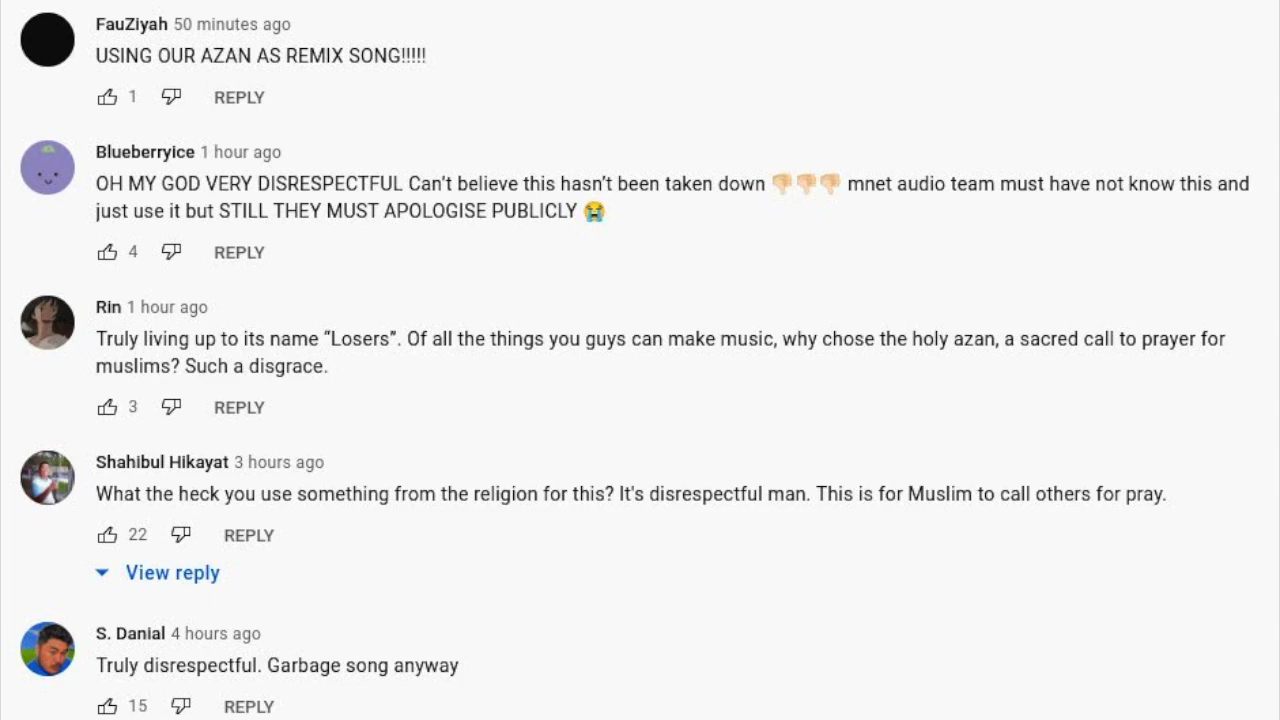 FauZiyah 50 minutes ago
USING OUR AZAN AS REMIX SONG!!!!!
1 REPLY
Blueberryice 1 hour ago
OH MY GOD VERY DISRESPECTFUL Can't believe this hasn't been taken down 👎🏼👎🏼👎🏼 mnet audio team must have not know this and
just use it but STILL THEY MUST APOLOGISE PUBLICLY 😭
4 REPLY
Rin 1 hour ago
Truly living up to its name “Losers”. Of all the things you guys can make music, why chose the holy azan, a sacred call to prayer for
muslims? Such a disgrace.
3 REPLY
Shahibul Hikayat 3 hours ago
What the heck you use something from the religion for this? It's disrespectful man. This is for Muslim to call others for pray.
22 REPLY
View reply
S. Danial 4 hours ago
Truly disrespectful. Garbage song anyway
15 REPLY